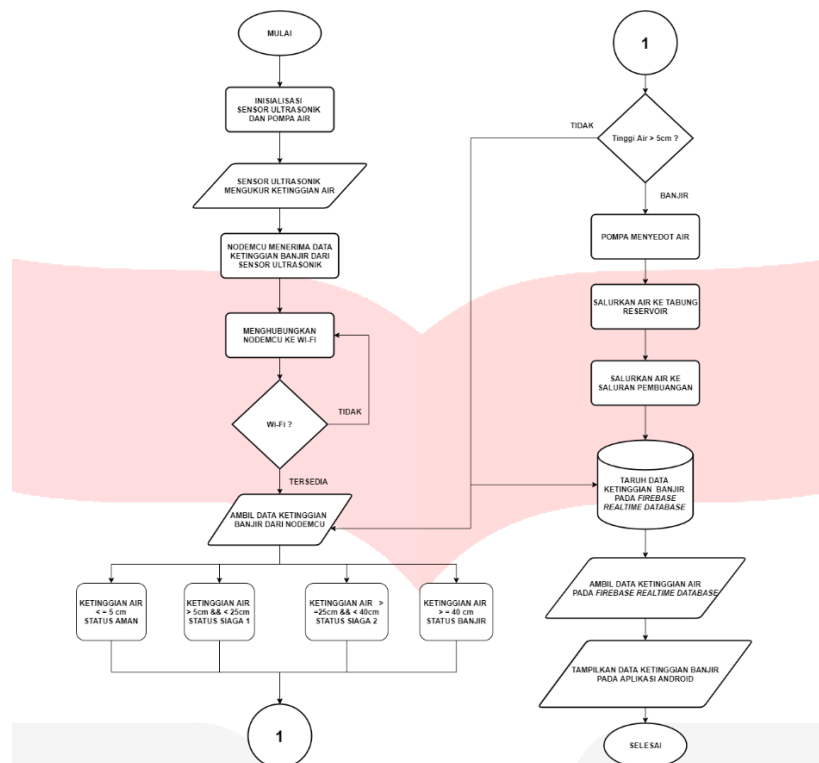 MULAI
INISIALISASI
SENSOR ULTRASONIK
DAN POMPA AIR
SENSOR ULTRASONIK
MENGUKUR KETINGGIAN AIR
NODEMCU MENERIMA DATA
KETINGGIAN BANJIR DARI
SENSOR ULTRASONIK
MENGHUBUNGKAN
NODEMCU KE WI-FI
TIDAK
Wi-Fi ?
TERSEDIA
AMBIL DATA KETINGGIAN
BANJIR DARI NODEMCU
KETINGGIAN AIR
< = 5 cm
STATUS AMAN
KETINGGIAN AIR
> 5cm && < 25cm
STATUS SIAGA 1
KETINGGIAN AIR >
=25cm && < 40cm
STATUS SIAGA 2
KETINGGIAN AIR
> = 40 cm
STATUS BANJIR
1
1
TIDAK
Tinggi Air > 5cm ?
BANJIR
POMPA MENYEDOT AIR
SALURKAN AIR KE TABUNG
RESERVOIR
SALURKAN AIR KE
SALURAN PEMBUANGAN
TARUH DATA
KETINGGIAN BANJIR
PADA FIREBASE
REALTIME DATABASE
AMBIL DATA KETINGGIAN AIR
PADA FIREBASE REALTIME DATABASE
TAMPILKAN DATA KETINGGIAN BANJIR
PADA APLIKASI ANDROID
SELESAI